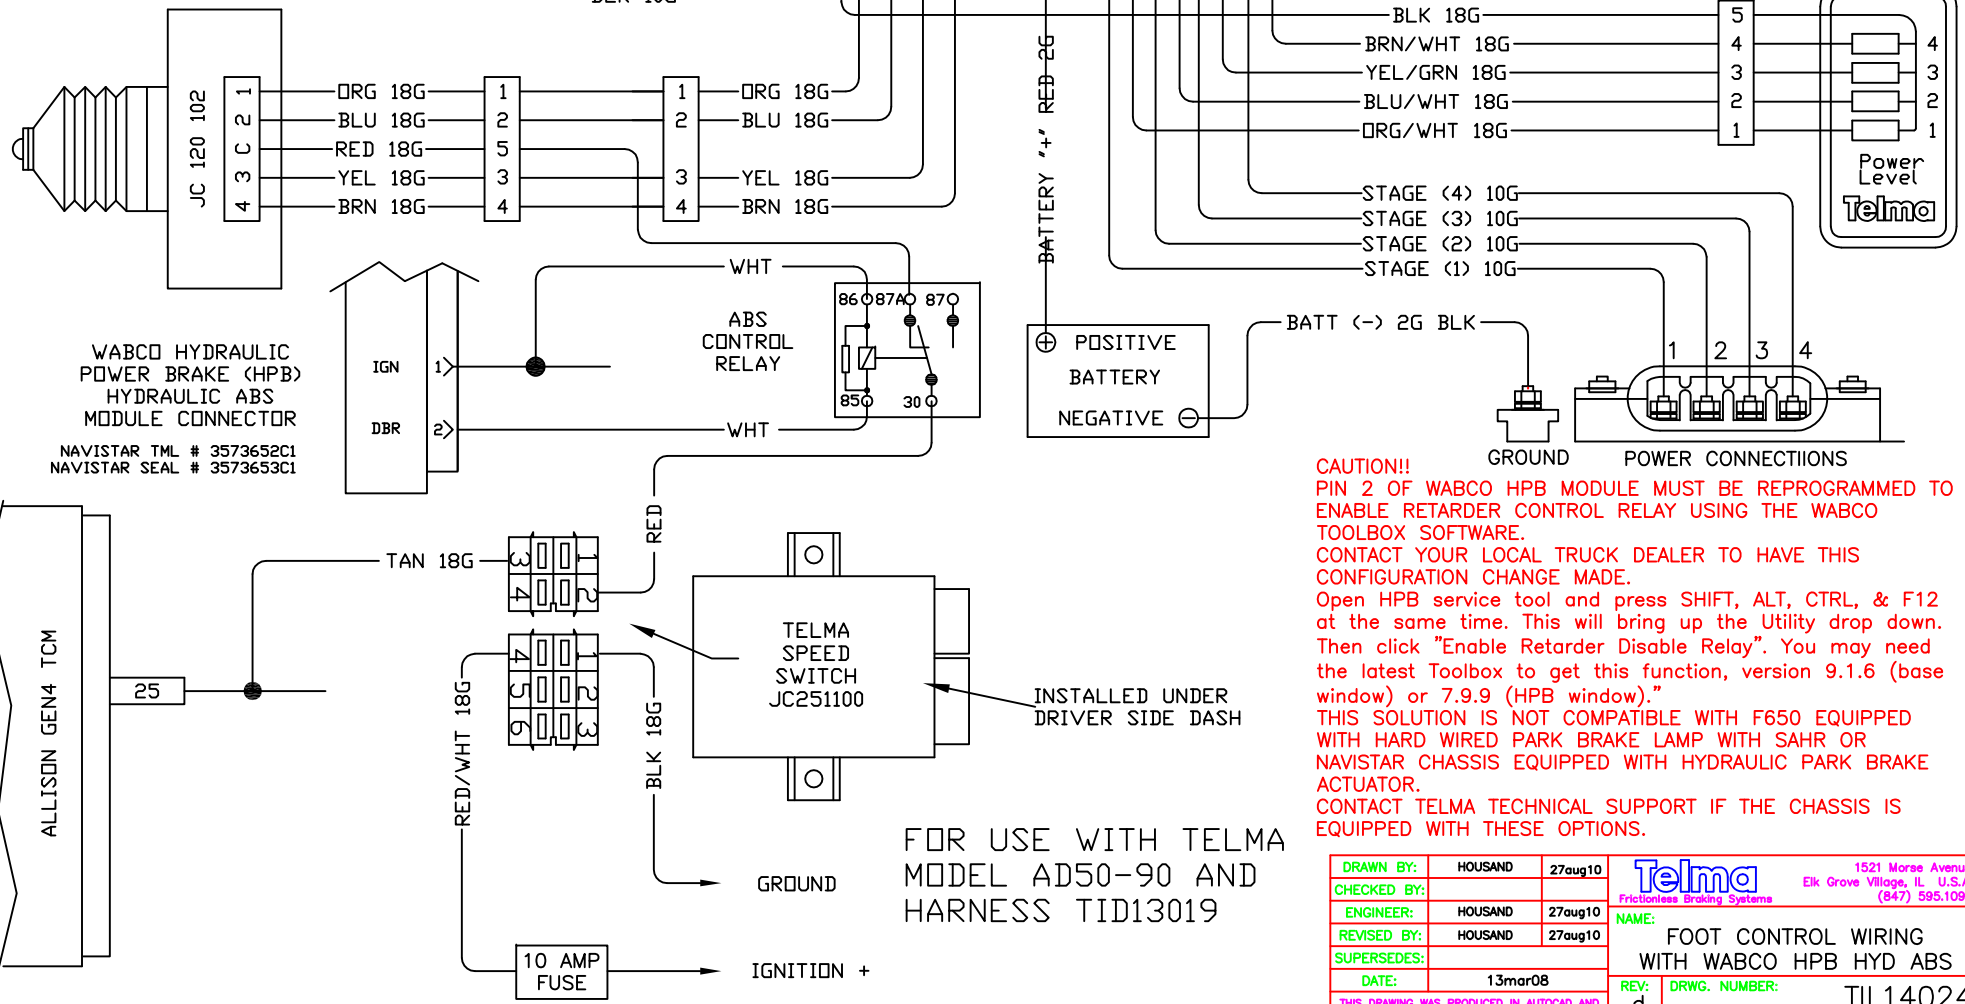 BLK 18G
5
BRN/WHT 18G
4
4
YEL/GRN 18G
3
3
BLU/WHT 18G
2
2
ORG/WHT 18G
1
1
Power
Level
Telma
JC 120 102
1
2
C
3
4
ORG 18G
1
1
ORG 18G
BLU 18G
2
2
BLU 18G
RED 18G
5
YEL 18G
3
3
YEL 18G
BRN 18G
4
4
BRN 18G
BATTERY "+" RED 2G
STAGE (4) 10G
STAGE (3) 10G
STAGE (2) 10G
STAGE (1) 10G
WHT
86
87A
87
85
30
ABS
CONTROL
RELAY
WHT
WABCO HYDRAULIC
POWER BRAKE (HPB)
HYDRAULIC ABS
MODULE CONNECTOR
NAVISTAR TML # 3573652C1
NAVISTAR SEAL # 3573653C1
IGN
1
DBR
2
POSITIVE
BATTERY
NEGATIVE
BATT (-) 2G BLK
GROUND
1
2
3
4
POWER CONNECTIIONS
RED
TAN 18G
3
1
4
2
4
1
5
2
6
3
ALLISON GEN4 TCM
25
RED/WHT 18G
BLK 18G
TELMA
SPEED
SWITCH
JC251100
INSTALLED UNDER
DRIVER SIDE DASH
GROUND
10 AMP
FUSE
IGNITION +
FOR USE WITH TELMA
MODEL AD50-90 AND
HARNESS TID13019
CAUTION!!
PIN 2 OF WABCO HPB MODULE MUST BE REPROGRAMMED TO
ENABLE RETARDER CONTROL RELAY USING THE WABCO
TOOLBOX SOFTWARE.
CONTACT YOUR LOCAL TRUCK DEALER TO HAVE THIS
CONFIGURATION CHANGE MADE.
Open HPB service tool and press SHIFT, ALT, CTRL, & F12
at the same time. This will bring up the Utility drop down.
Then click "Enable Retarder Disable Relay". You may need
the latest Toolbox to get this function, version 9.1.6 (base
window) or 7.9.9 (HPB window)."
THIS SOLUTION IS NOT COMPATIBLE WITH F650 EQUIPPED
WITH HARD WIRED PARK BRAKE LAMP WITH SAHR OR
NAVISTAR CHASSIS EQUIPPED WITH HYDRAULIC PARK BRAKE
ACTUATOR.
CONTACT TELMA TECHNICAL SUPPORT IF THE CHASSIS IS
EQUIPPED WITH THESE OPTIONS.
DRAWN BY: HOUSAND 27aug10
CHECKED BY:
ENGINEER: HOUSAND 27aug10
REVISED BY: HOUSAND 27aug10
SUPERSEDES:
DATE: 13mar08
THIS DRAWING WAS PRODUCED IN AUTOCAD AND
Telma
Frictionless Braking Systems
1521 Morse Avenu
Elk Grove Village, IL U.S.
(847) 595.109
NAME:
FOOT CONTROL WIRING
WITH WABCO HPB HYD ABS
REV:
d
DRWG. NUMBER:
TIL14024